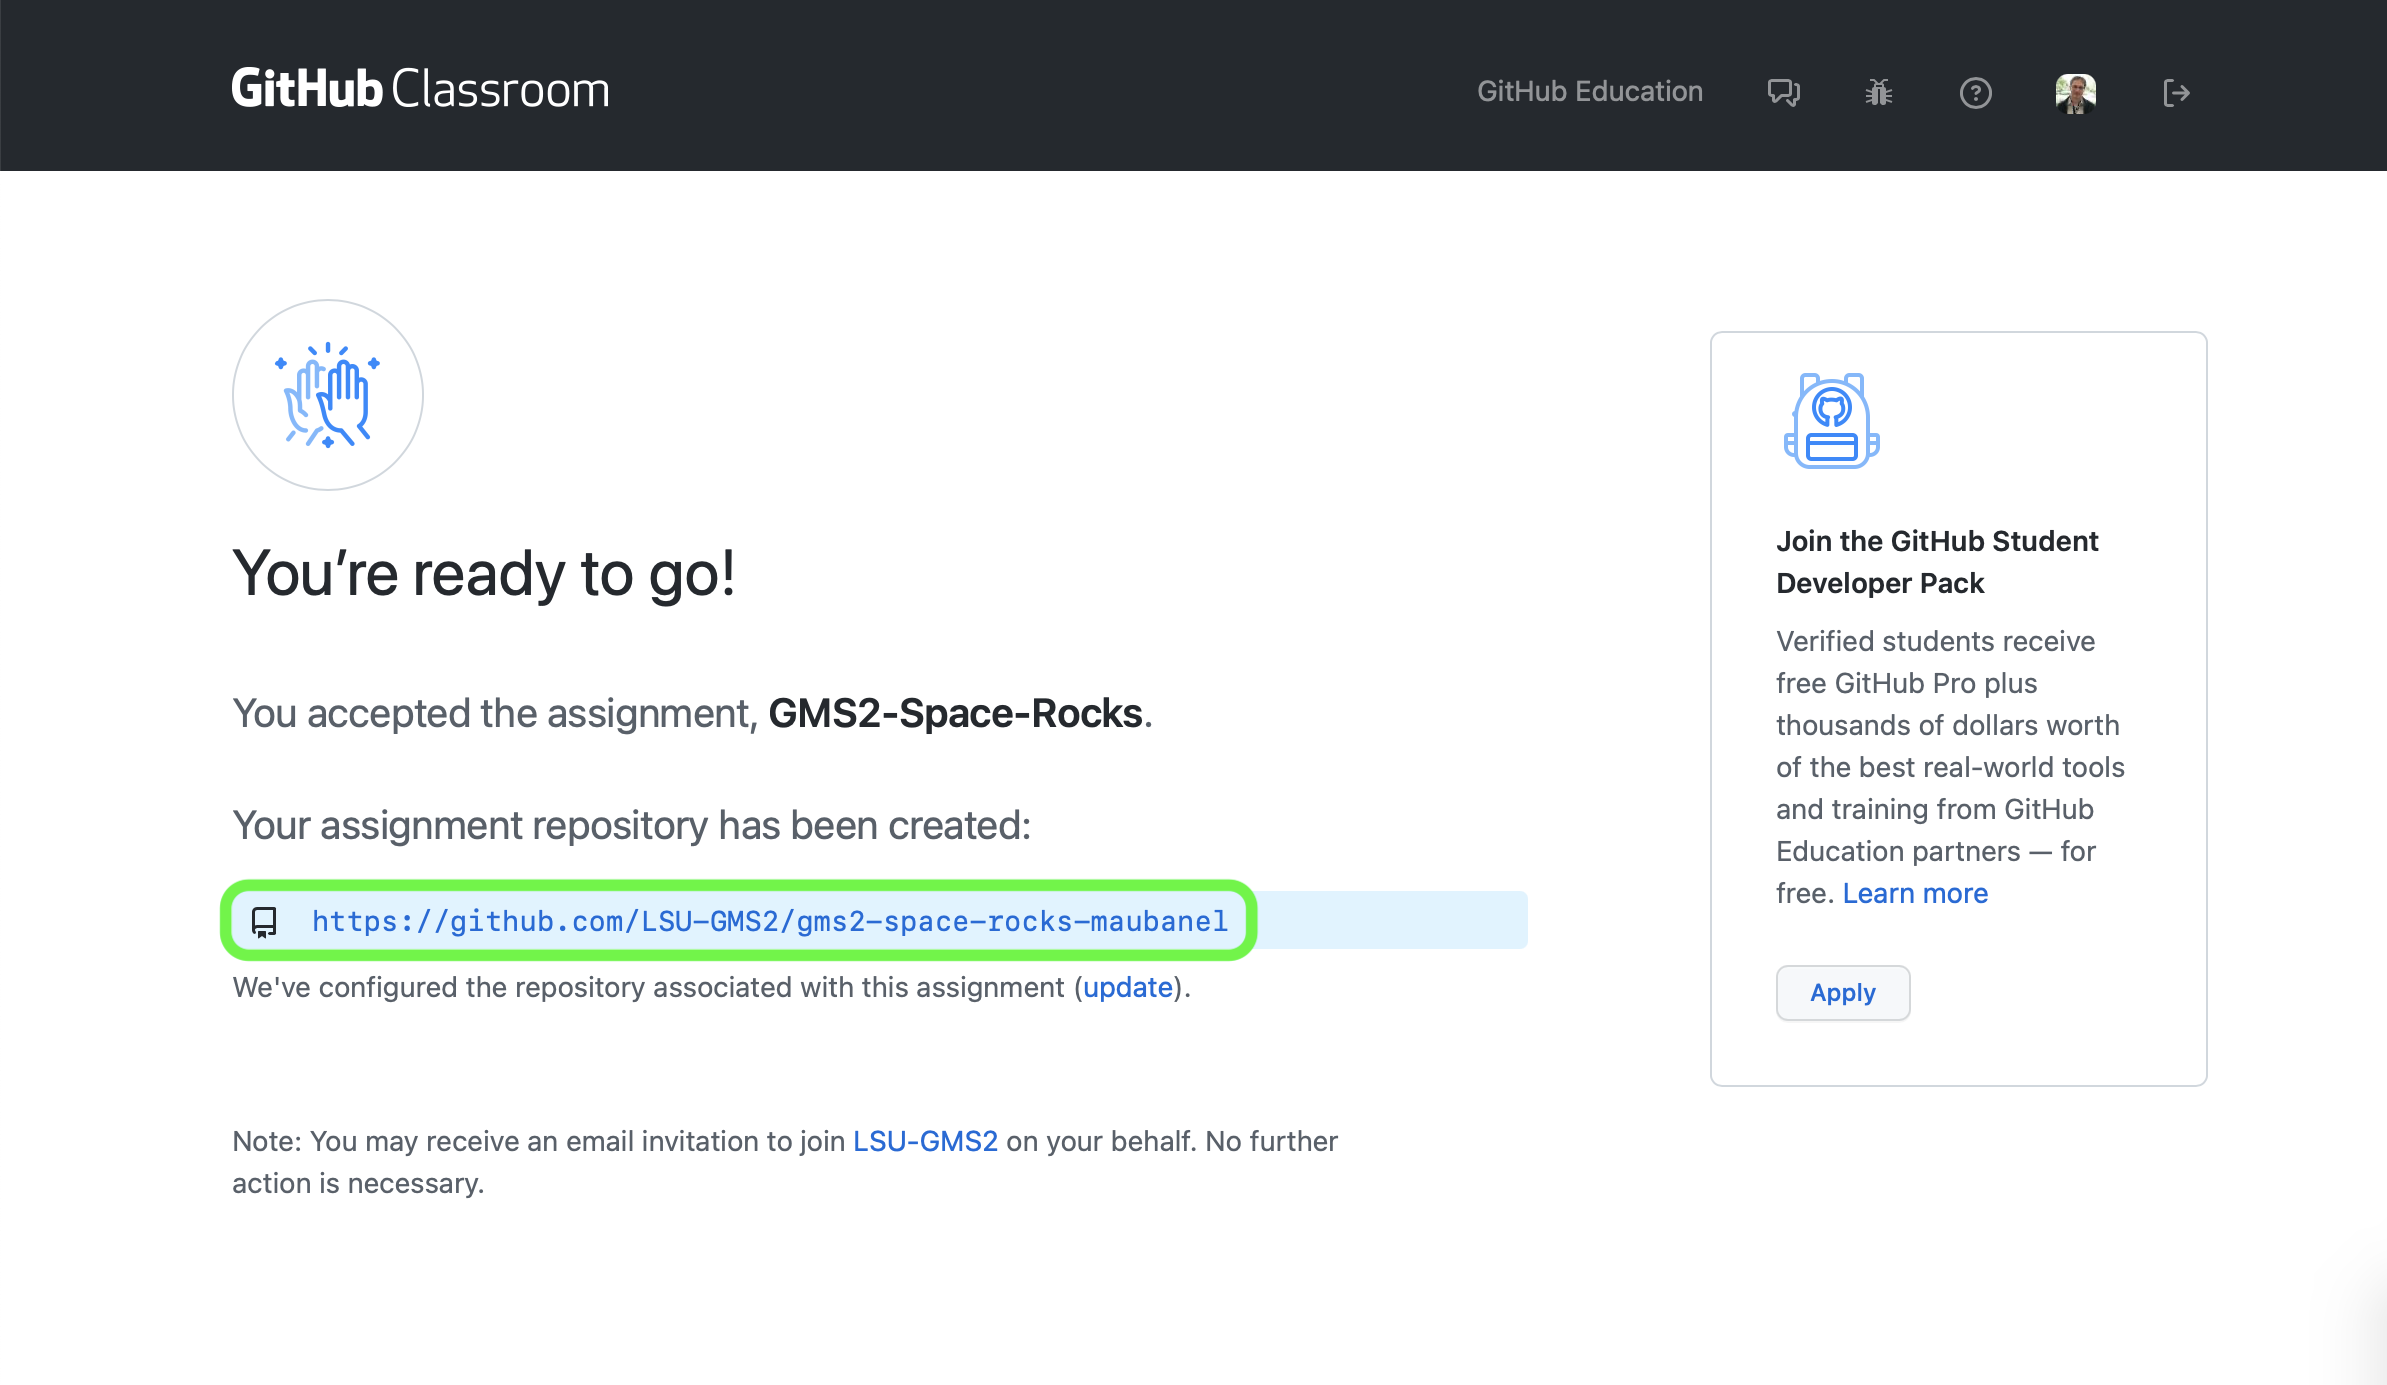 GitHub Classroom
GitHub Education
You’re ready to go!
You accepted the assignment, GMS2-Space-Rocks.
Your assignment repository has been created:
https://github.com/LSU-GMS2/gms2-space-rocks-maubanel
We've configured the repository associated with this assignment (update).
Note: You may receive an email invitation to join LSU-GMS2 on your behalf. No further
action is necessary.
Join the GitHub Student
Developer Pack
Verified students receive
free GitHub Pro plus
thousands of dollars worth
of the best real-world tools
and training from GitHub
Education partners — for
free. Learn more
Apply